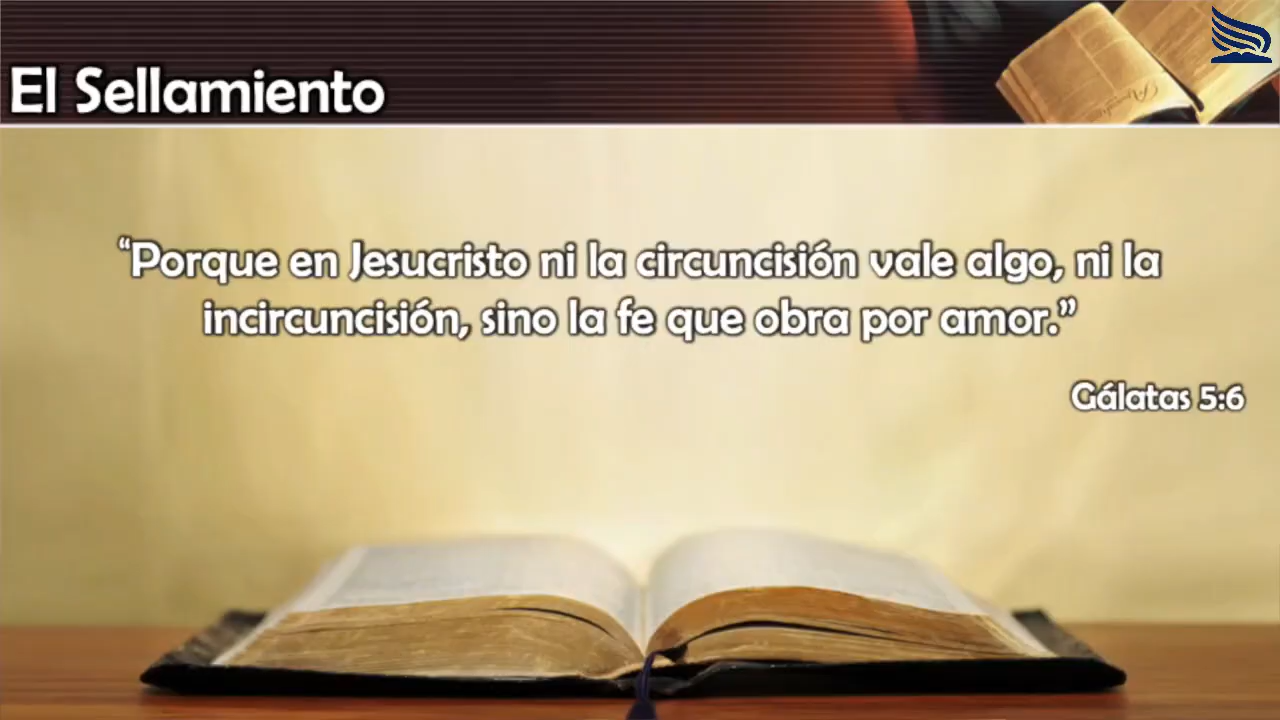 El Sellamiento
“Porque en Jesucristo ni la circuncisión vale algo, ni la
incircuncisión, sino la fe que obra por amor.”
Gálatas 5:6